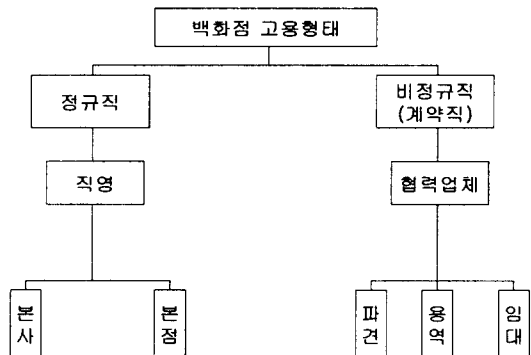 백화점 고용형태
정규직
비정규직
(계약직)
직영
협력업체
본사
본점
파견
용역
임대